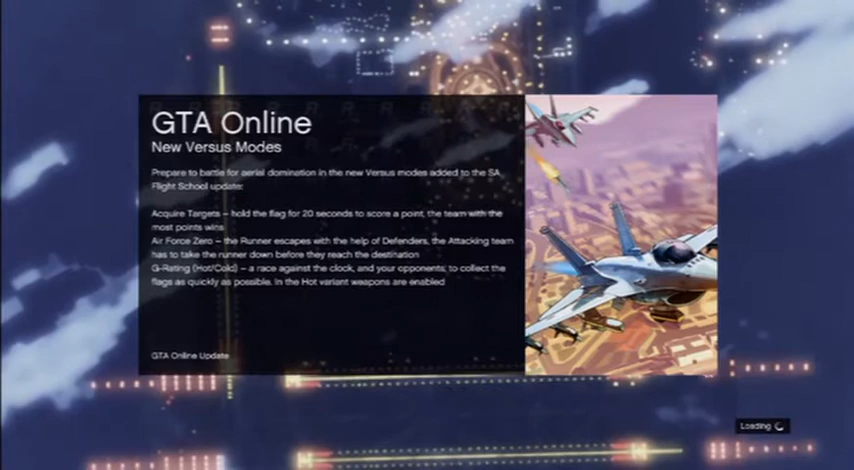 GTA Online
New Versus Modes
Prepare to battle for aerial domination in the new Versus modes added to the SA
Flight School update:
Acquire Targets – hold the flag for 20 seconds to score a point, the team with the
most points wins
Air Force Zero – the Runner escapes with the help of Defenders, the Attacking team
has to take the runner down before they reach the destination
G-Rating (Hot/Cold) – a race against the clock, and your opponents, to collect the
flags as quickly as possible. In the Hot variant weapons are enabled
GTA Online Update
Loading